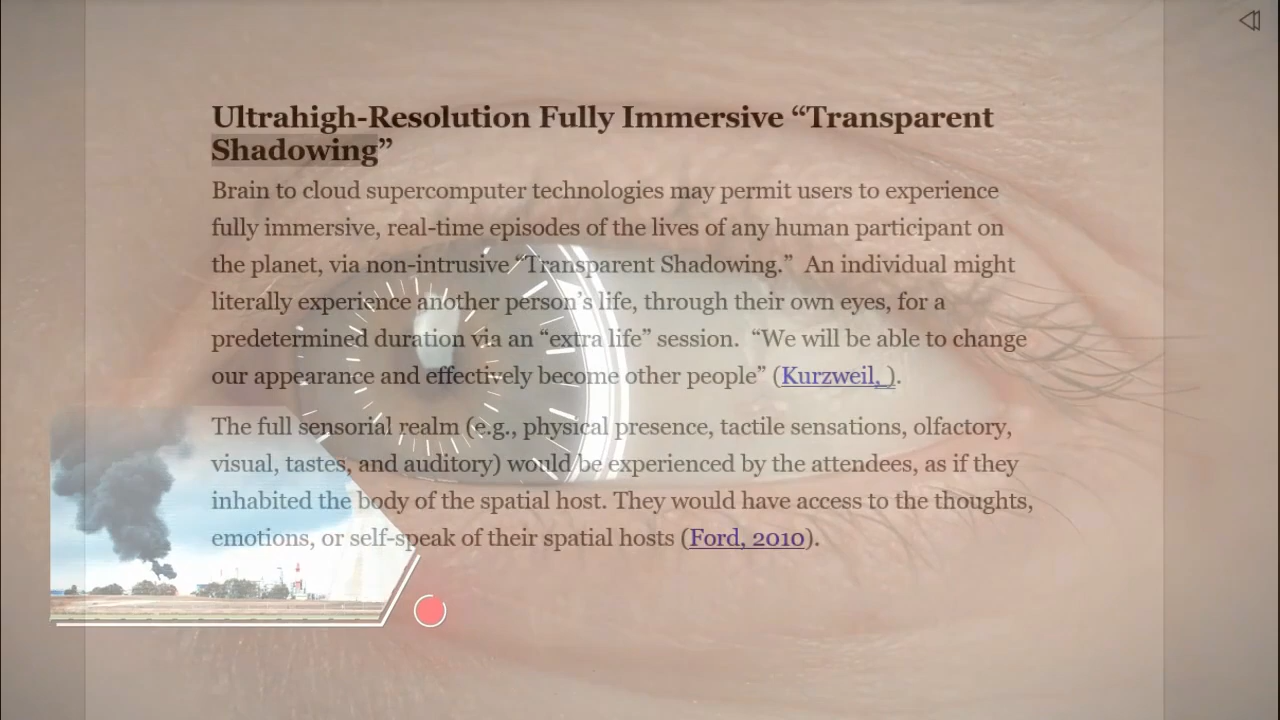 Ultrahigh-Resolution Fully Immersive “Transparent
Shadowing”
Brain to cloud supercomputer technologies may permit users to experience
fully immersive, real-time episodes of the lives of any human participant on
the planet, via non-intrusive “Transparent Shadowing.”  An individual might
literally experience another person’s life, through their own eyes, for a
predetermined duration via an “extra life” session.  “We will be able to change
our appearance and effectively become other people” (Kurzweil, ).
The full sensorial realm (e.g., physical presence, tactile sensations, olfactory,
visual, tastes, and auditory) would be experienced by the attendees, as if they
inhabited the body of the spatial host. They would have access to the thoughts,
emotions, or self-speak of their spatial hosts (Ford, 2010).